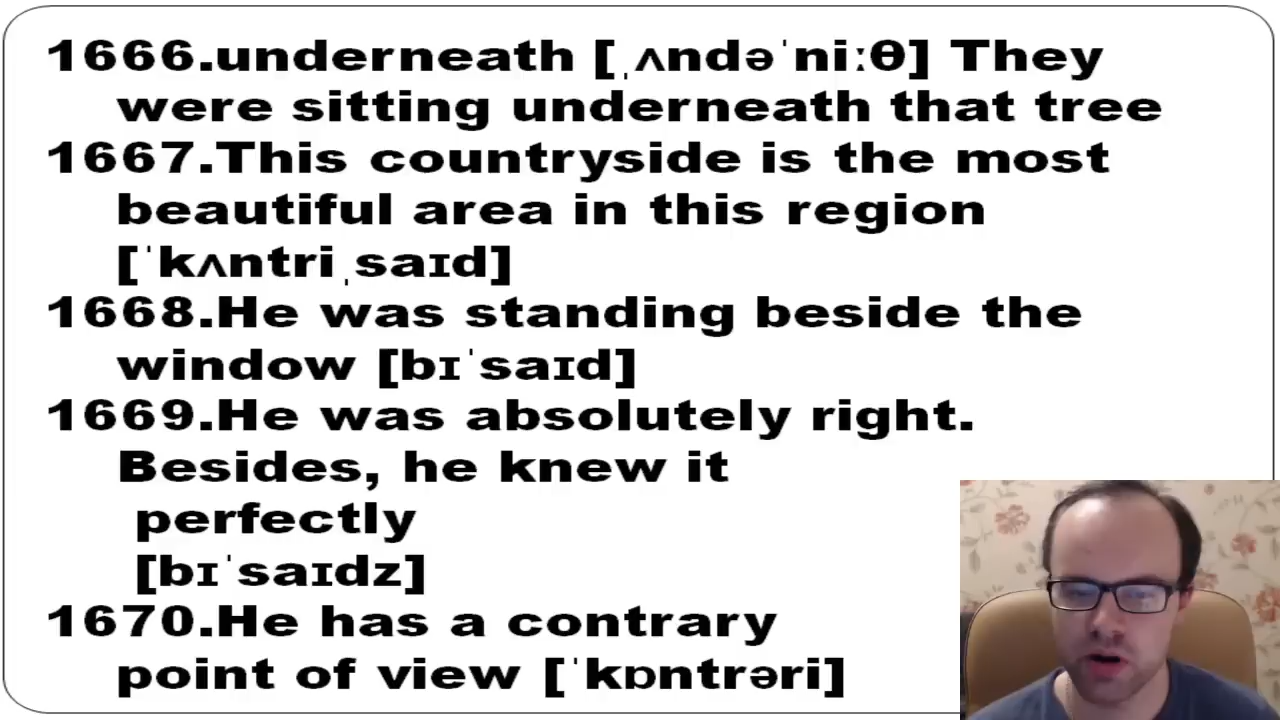 1666.underneath [ˌʌndəˈniːθ] They
were sitting underneath that tree
1667.This countryside is the most
beautiful area in this region
[ˈkʌntriˌsaɪd]
1668.He was standing beside the
window [bɪˈsaɪd]
1669.He was absolutely right.
Besides, he knew it
perfectly
[bɪˈsaɪdz]
1670.He has a contrary
point of view [ˈkɒntrəri]